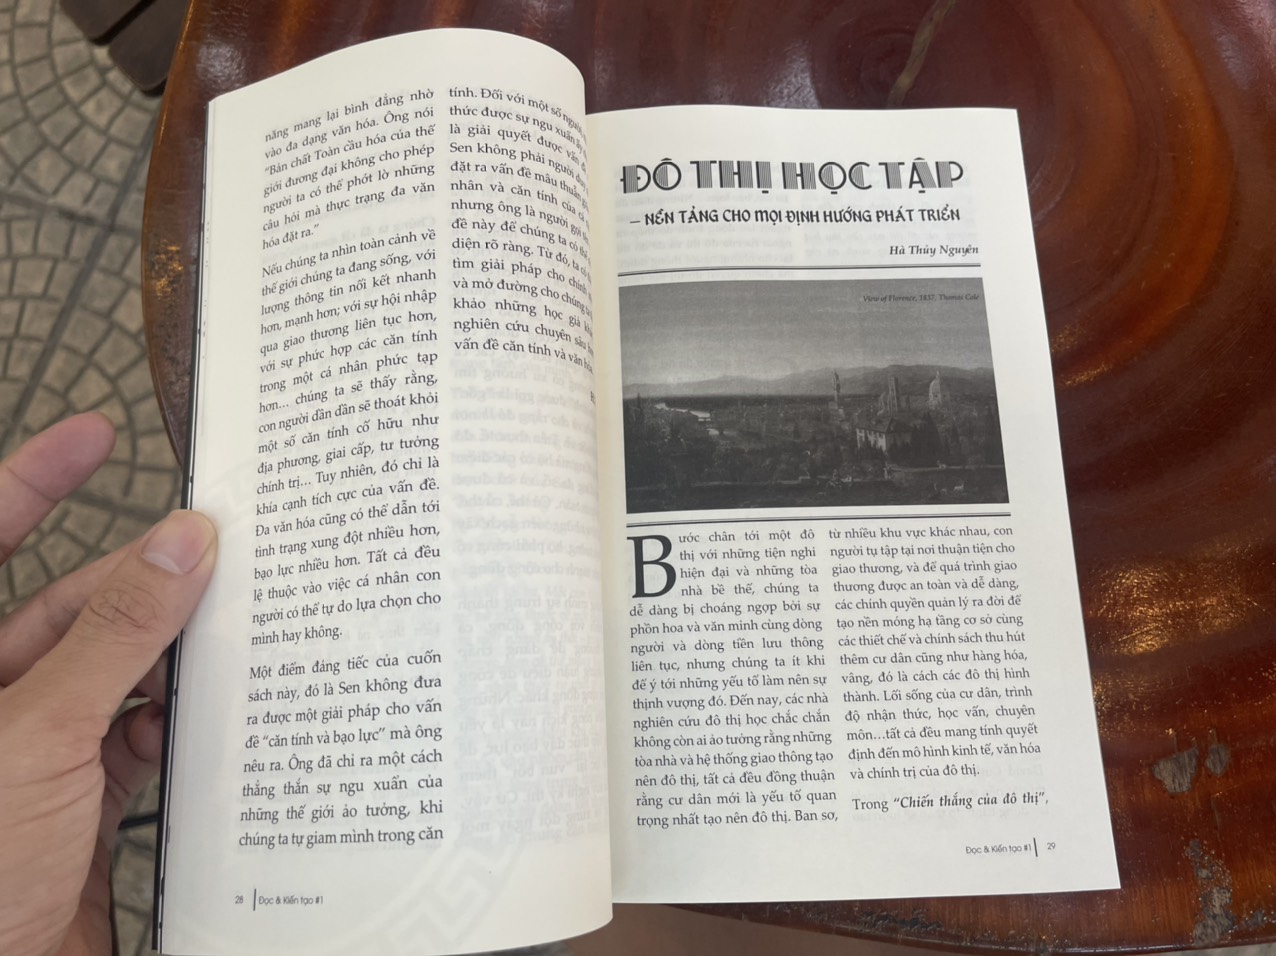 năng mang lại bình đẳng nhờ
vào đa dạng văn hóa. Ông nói
“Bản chất Toàn cầu hóa của thế
giới đương đại không cho phép
người ta có thể phớt lờ những
câu hỏi mà thực trạng đa văn
hóa đặt ra.”
Nếu chúng ta nhìn toàn cảnh về
thế giới chúng ta đang sống, với
lượng thông tin nối kết nhanh
hơn, mạnh hơn; với sự hội nhập
qua giao thương liên tục hơn,
với sự phức hợp các căn tính
trong một cá nhân phức tạp
hơn… chúng ta sẽ thấy rằng,
con người dần dần sẽ thoát khỏi
một số căn tính cố hữu như
địa phương, giai cấp, tư tưởng
chính trị… Tuy nhiên, đó chỉ là
khía cạnh tích cực của vấn đề.
Đa văn hóa cũng có thể dẫn tới
tình trạng xung đột nhiều hơn,
bạo lực nhiều hơn. Tất cả đều
lệ thuộc vào việc cá nhân con
người có thể tự do lựa chọn cho
mình hay không.
Một điểm đáng tiếc của cuốn
sách này, đó là Sen không đưa
ra được một giải pháp cho vấn
đề “căn tính và bạo lực” mà ông
nêu ra. Ông đã chỉ ra một cách
thẳng thắn sự ngu xuẩn của
những thế giới ảo tưởng, khi
chúng ta tự giam mình trong căn
tính. Đối với một số người,
thức được sự ngu xuẩn ấy
là giải quyết được vấn
Sen không phải người
đặt ra vấn đề mâu thuẫn
nhân và căn tính của
nhưng ông là người gọi
đề này để chúng ta có thể
diện rõ ràng. Từ đó, ta có
tìm giải pháp cho chính
và mở đường cho chúng ta
khảo những học giả
nghiên cứu chuyên sâu
vấn đề căn tính và văn hóa.
28 Đọc & Kiến tạo #1
ĐÔ THỊ HỌC TẬP
– NỀN TẢNG CHO MỌI ĐỊNH HƯỚNG PHÁT TRIỂN
Hà Thủy Nguyên
View of Florence, 1837, Thomas Cole
Bước chân tới một đô
thị với những tiện nghi
hiện đại và những tòa
nhà bề thế, chúng ta
dễ dàng bị choáng ngợp bởi sự
phồn hoa và văn minh cùng dòng
người và dòng tiền lưu thông
liên tục, nhưng chúng ta ít khi
để ý tới những yếu tố làm nên sự
thịnh vượng đó. Đến nay, các nhà
nghiên cứu đô thị học chắc chắn
không còn ai ảo tưởng rằng những
tòa nhà và hệ thống giao thông tạo
nên đô thị, tất cả đều đồng thuận
rằng cư dân mới là yếu tố quan
trọng nhất tạo nên đô thị. Ban sơ,
từ nhiều khu vực khác nhau, con
người tụ tập tại nơi thuận tiện cho
giao thương, và để quá trình giao
thương được an toàn và dễ dàng,
các chính quyền quản lý ra đời để
tạo nền móng hạ tầng cơ sở cùng
các thiết chế và chính sách thu hút
thêm cư dân cũng như hàng hóa,
vâng, đó là cách các đô thị hình
thành. Lối sống của cư dân, trình
độ nhận thức, học vấn, chuyên
môn…tất cả đều mang tính quyết
định đến mô hình kinh tế, văn hóa
và chính trị của đô thị.
Trong “Chiến thắng của đô thị”,
Đọc & Kiến tạo #1 29